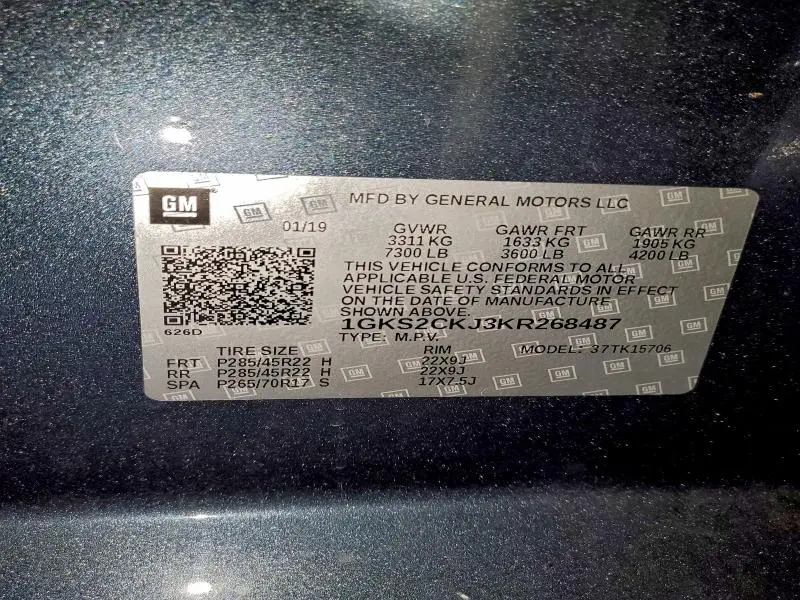 GM
MFD BY GENERAL MOTORS LLC
01/19
GVWR GAWR FRT GAWR RR
3311 KG 1633 KG 1905 KG
7300 LB 3600 LB 4200 LB
THIS VEHICLE CONFORMS TO ALL
APPLICABLE U.S. FEDERAL MOTOR
VEHICLE SAFETY STANDARDS IN EFFECT
ON THE DATE OF MANUFACTURE
SHOWN ABOVE.
626D
1GKS2CKJ3KR268487
TYPE: M.P.V.
TIRE SIZE RIM MODEL: 37TK15706
FRT P285/45R22 H 22X9J
RR P285/45R22 H 22X9J
SPA P265/70R17 S 17X7.5J